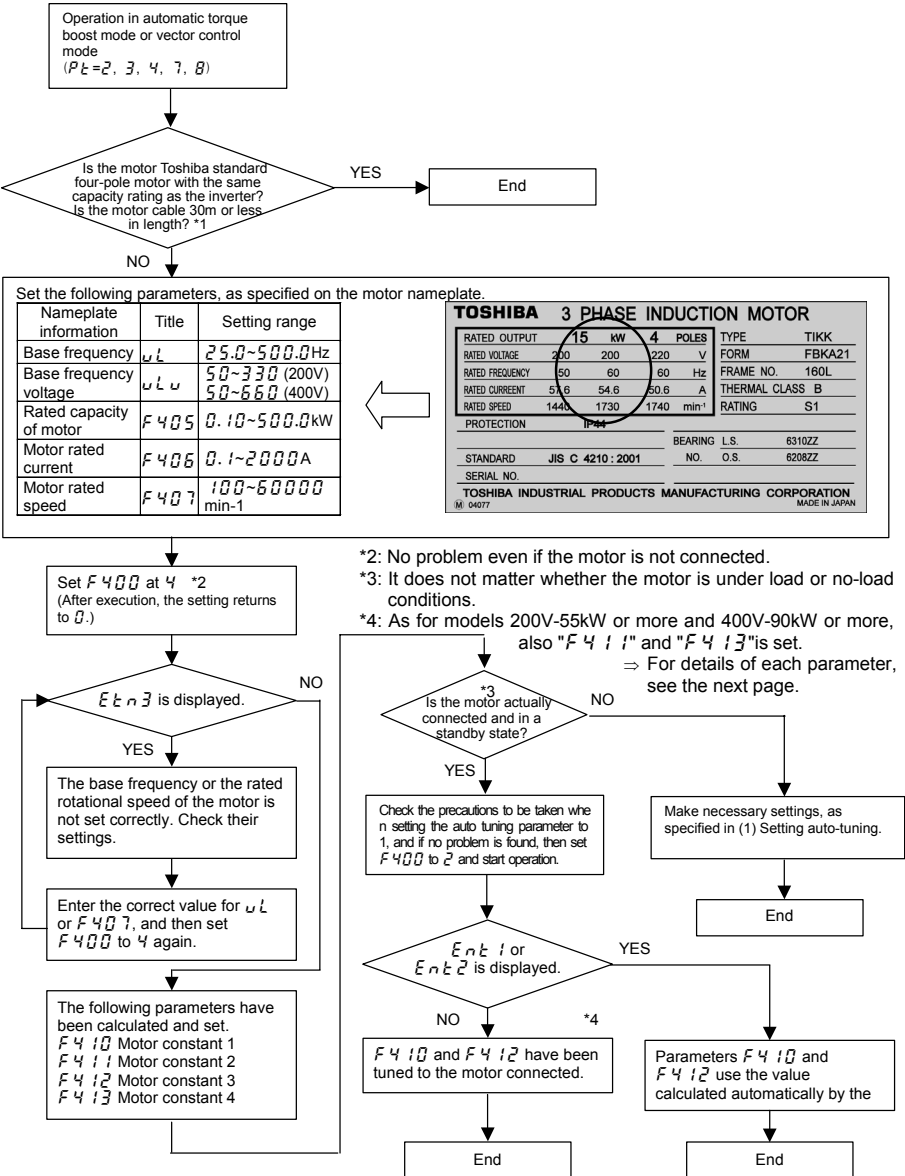 Operation in automatic torque
boost mode or vector control
mode
(Pt=2, 3, 4, 7, 8)
Is the motor Toshiba standard
four-pole motor with the same
capacity rating as the inverter?
Is the motor cable 30m or less
in length? *1
YES
End
NO
Set the following parameters, as specified on the motor nameplate.
Nameplate information Title Setting range
Base frequency uL 25.0~500.0Hz
Base frequency voltage uLu 50~330 (200V)
50~660 (400V)
Rated capacity of motor F405 0.10~500.0kW
Motor rated current F406 0.1~2000A
Motor rated speed F407 100~60000 min-1
TOSHIBA 3 PHASE INDUCTION MOTOR
RATED OUTPUT 15 kW 4 POLES TYPE TIKK
RATED VOLTAGE 200 200 220 V FORM FBKA21
RATED FREQUENCY 50 60 60 Hz FRAME NO. 160L
RATED CURREENT 57.6 54.6 50.6 A THERMAL CLASS B
RATED SPEED 1440 1730 1740 min-1 RATING S1
PROTECTION IP44
BEARING L.S. 6310ZZ
STANDARD JIS C 4210 : 2001 NO. O.S. 6208ZZ
SERIAL NO.
TOSHIBA INDUSTRIAL PRODUCTS MANUFACTURING CORPORATION
M 04077 MADE IN JAPAN
*2: No problem even if the motor is not connected.
*3: It does not matter whether the motor is under load or no-load
conditions.
*4: As for models 200V-55kW or more and 400V-90kW or more,
also "F411" and "F413"is set.
⇒ For details of each parameter,
see the next page.
Set F400 at 4 *2
(After execution, the setting returns
to 0.)
Etn3 is displayed.
NO
YES
The base frequency or the rated
rotational speed of the motor is
not set correctly. Check their
settings.
Enter the correct value for uL
or F407, and then set
F400 to 4 again.
The following parameters have
been calculated and set.
F410 Motor constant 1
F411 Motor constant 2
F412 Motor constant 3
F413 Motor constant 4
*3
Is the motor actually
connected and in a
standby state?
NO
YES
Check the precautions to be taken whe
n setting the auto tuning parameter to
1, and if no problem is found, then set
F400 to 2 and start operation.
Make necessary settings, as
specified in (1) Setting auto-tuning.
End
Ent1 or
Ent2 is displayed.
YES
NO
*4
F410 and F412 have been
tuned to the motor connected.
Parameters F410 and
F412 use the value
calculated automatically by the
End
End